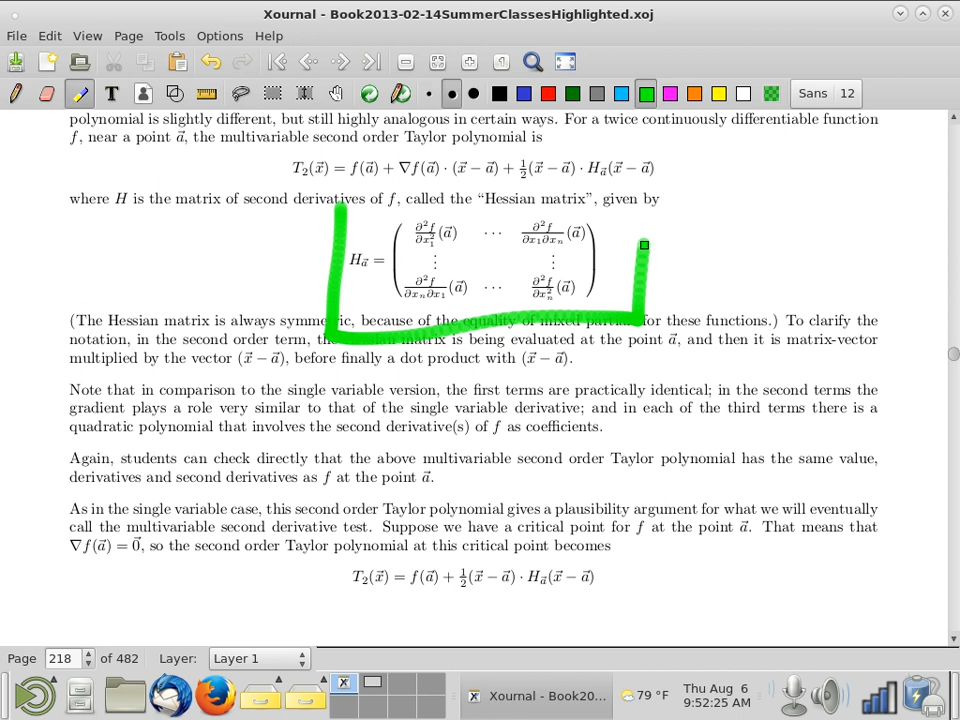 Xournal - Book2013-02-14SummerClassesHighlighted.xoj
File Edit View Page Tools Options Help
Sans 12
polynomial is slightly different, but still highly analogous in certain ways. For a twice continuously differentiable function
f, near a point a⃗, the multivariable second order Taylor polynomial is
T₂(x⃗) = f(a⃗) + ∇f(a⃗) · (x⃗ − a⃗) + ½(x⃗ − a⃗) · H_a⃗(x⃗ − a⃗)
where H is the matrix of second derivatives of f, called the “Hessian matrix”, given by
∂²f/∂x₁² (a⃗) ··· ∂²f/∂x₁∂xₙ (a⃗)
H_a⃗ = ( ⋮ ⋮ )
∂²f/∂xₙ∂x₁ (a⃗) ··· ∂²f/∂xₙ² (a⃗)
(The Hessian matrix is always symmetric, because of the equality of mixed partials for these functions.) To clarify the
notation, in the second order term, the Hessian matrix is being evaluated at the point a⃗, and then it is matrix-vector
multiplied by the vector (x⃗ − a⃗), before finally a dot product with (x⃗ − a⃗).
Note that in comparison to the single variable version, the first terms are practically identical; in the second terms the
gradient plays a role very similar to that of the single variable derivative; and in each of the third terms there is a
quadratic polynomial that involves the second derivative(s) of f as coefficients.
Again, students can check directly that the above multivariable second order Taylor polynomial has the same value,
derivatives and second derivatives as f at the point a⃗.
As in the single variable case, this second order Taylor polynomial gives a plausibility argument for what we will eventually
call the multivariable second derivative test. Suppose we have a critical point for f at the point a⃗. That means that
∇f(a⃗) = 0⃗, so the second order Taylor polynomial at this critical point becomes
T₂(x⃗) = f(a⃗) + ½(x⃗ − a⃗) · H_a⃗(x⃗ − a⃗)
Page 218 of 482 Layer: Layer 1
Xournal - Book20... 79 °F Thu Aug 6
9:52:25 AM